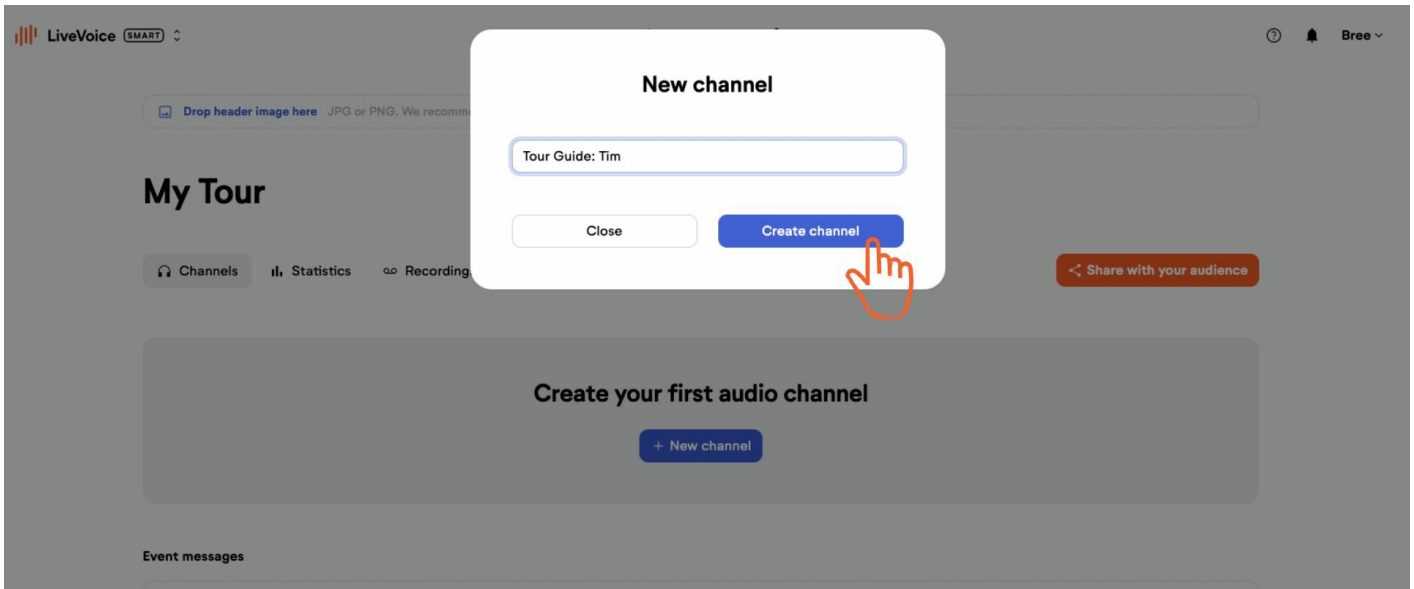 LiveVoice SMART
Bree
New channel
Drop header image here JPG or PNG. We recomm
Tour Guide: Tim
My Tour
Close
Create channel
Channels
Statistics
Recording
Share with your audience
Create your first audio channel
+ New channel
Event messages